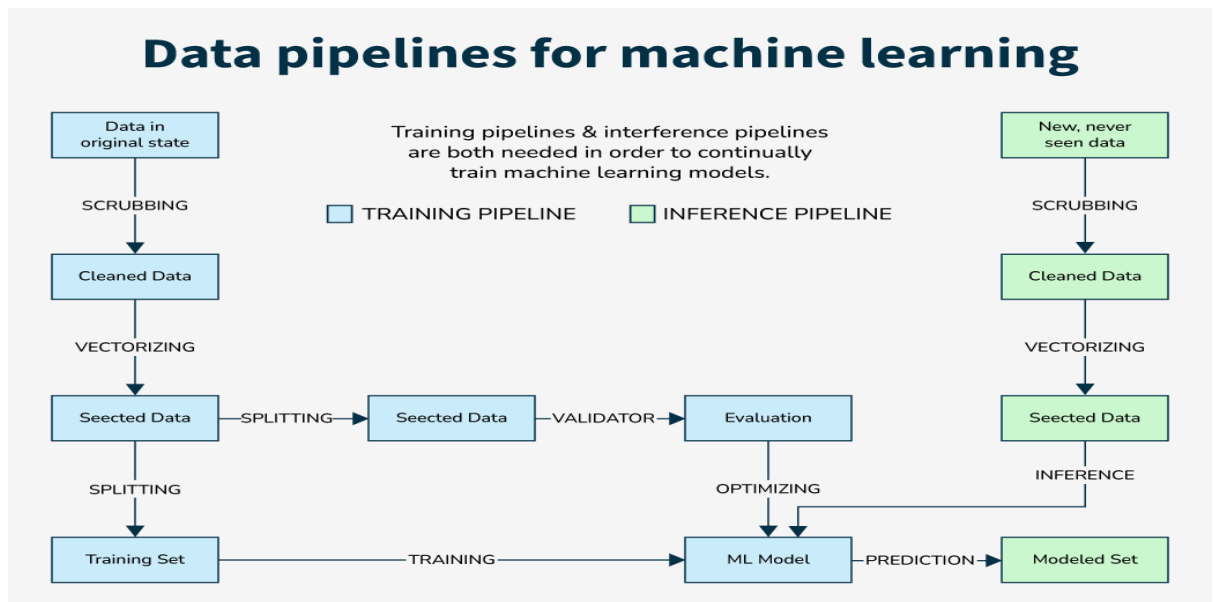 Data pipelines for machine learning
Data in
original state
Training pipelines & interference pipelines
are both needed in order to continually
train machine learning models.
New, never
seen data
TRAINING PIPELINE
INFERENCE PIPELINE
SCRUBBING
SCRUBBING
Cleaned Data
Cleaned Data
VECTORIZING
VECTORIZING
Seected Data
SPLITTING
Seected Data
VALIDATOR
Evaluation
Seected Data
SPLITTING
OPTIMIZING
INFERENCE
Training Set
TRAINING
ML Model
PREDICTION
Modeled Set